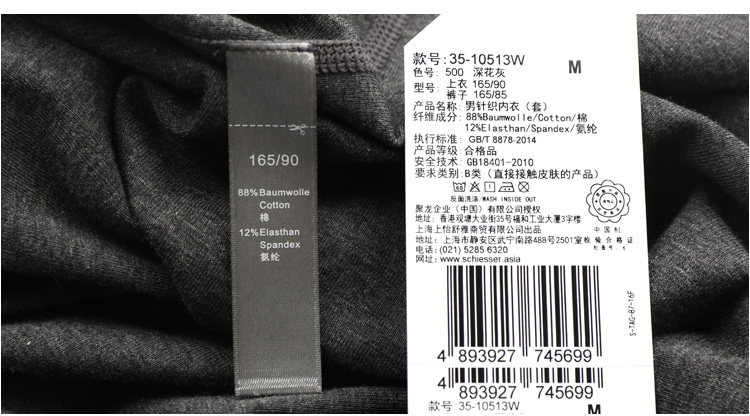 165/90
88%Baumwolle
Cotton
棉
12%Elasthan
Spandex
氨纶
款号: 35-10513W
M
色号: 500 深花灰
型号: 上衣 165/90
裤子 165/85
产品名称: 男针织内衣（套）
纤维成分: 88%Baumwolle/Cotton/棉
12%Elasthan/Spandex/氨纶
执行标准: GB/T 8878-2014
产品等级: 合格品
安全技术: GB18401-2010
要求类别: B类（直接接触皮肤的产品）
反面洗涤/WASH INSIDE OUT
聚龙企业（中国）有限公司授权
地址: 香港观塘大业街35号福和工业大厦3字楼
上海上怡舒雅商贸有限公司出品
地址: 上海市静安区武宁南路488号2501室
电话: (021) 5285 6320
网址: www.schiesser.asia
中国制
检验合格证
S-TAG-87-16F
4 893927 745699
4 893927 745699
款号: 35-10513W
M